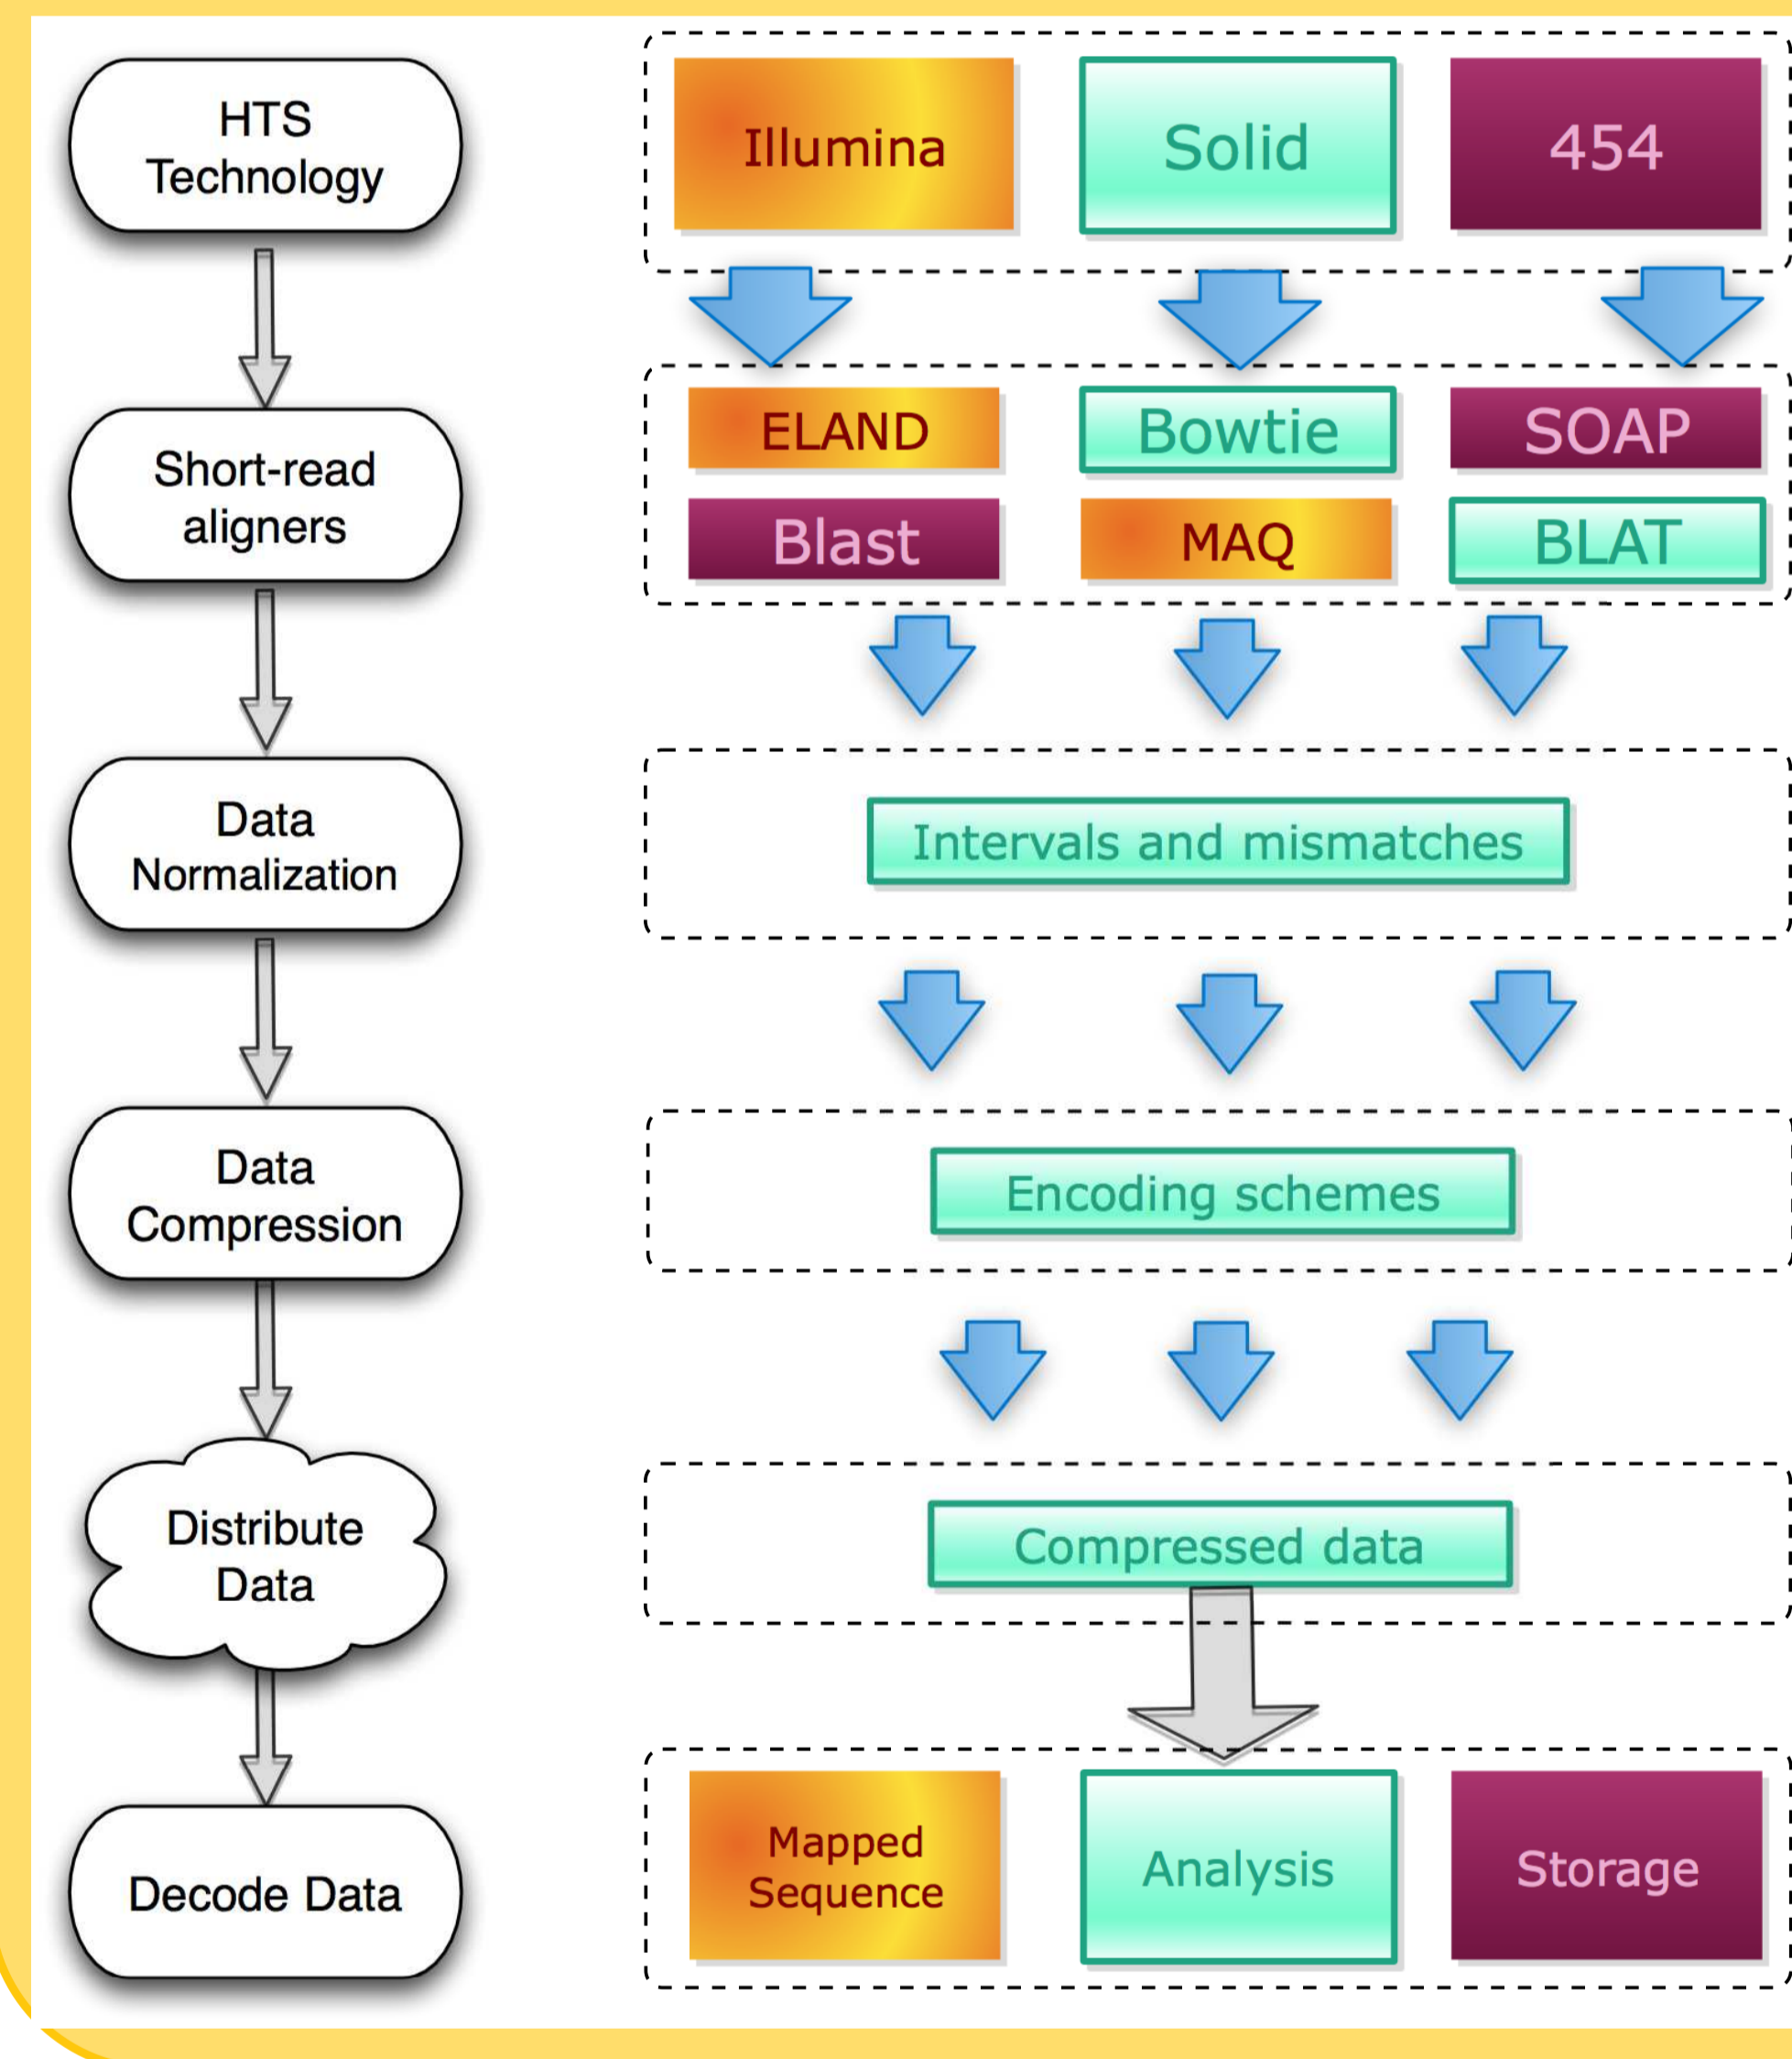 HTS
Technology
Illumina
Solid
454
Short-read
aligners
ELAND
Bowtie
SOAP
Blast
MAQ
BLAT
Data
Normalization
Intervals and mismatches
Data
Compression
Encoding schemes
Distribute
Data
Compressed data
Decode Data
Mapped
Sequence
Analysis
Storage